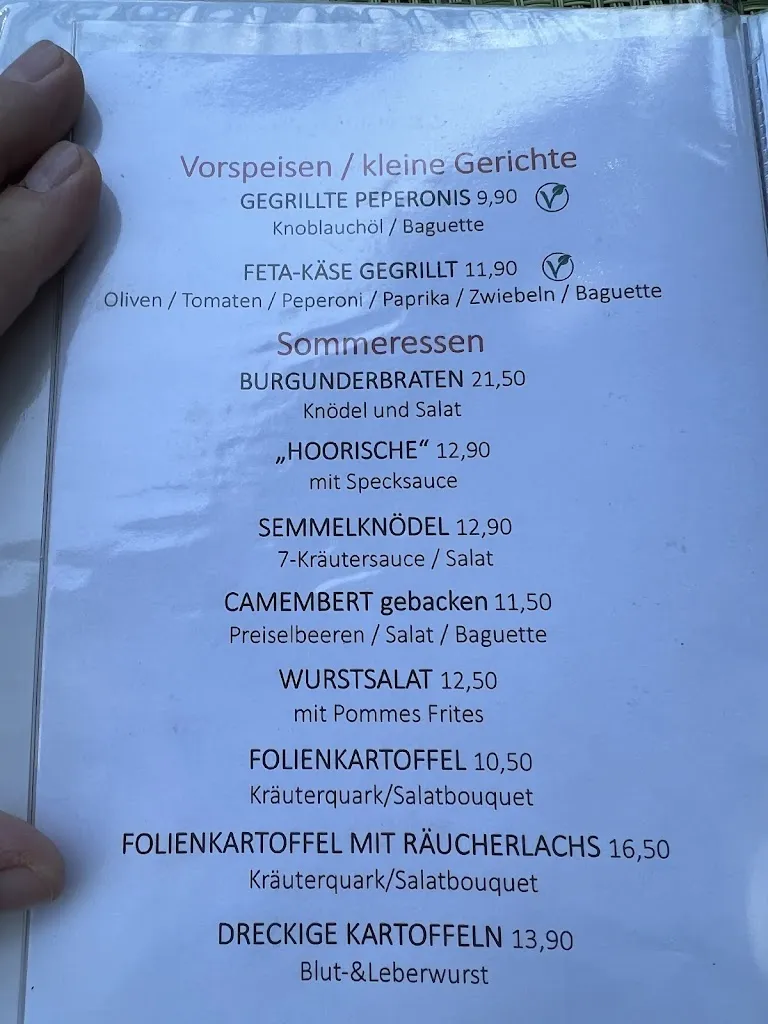 Vorspeisen / kleine Gerichte
GEGRILLTE PEPERONIS 9,90
Knoblauchöl / Baguette
FETA-KÄSE GEGRILLT 11,90
Oliven / Tomaten / Peperoni / Paprika / Zwiebeln / Baguette
Sommeressen
BURGUNDERBRATEN 21,50
Knödel und Salat
„HOORISCHE“ 12,90
mit Specksauce
SEMMELKNÖDEL 12,90
7-Kräutersauce / Salat
CAMEMBERT gebacken 11,50
Preiselbeeren / Salat / Baguette
WURSTSALAT 12,50
mit Pommes Frites
FOLIENKARTOFFEL 10,50
Kräuterquark/Salatbouquet
FOLIENKARTOFFEL MIT RÄUCHERLACHS 16,50
Kräuterquark/Salatbouquet
DRECKIGE KARTOFFELN 13,90
Blut-&Leberwurst